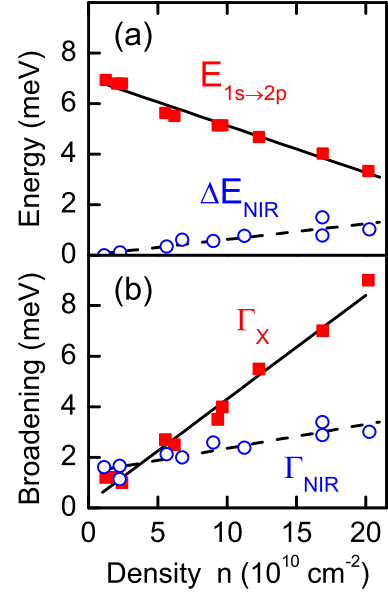 (a)
E1s→2p
ΔENIR
Energy (meV)
8
6
4
2
0
(b)
ΓX
ΓNIR
Broadening (meV)
8
6
4
2
0
0 5 10 15 20
Density n (10^10 cm^-2)